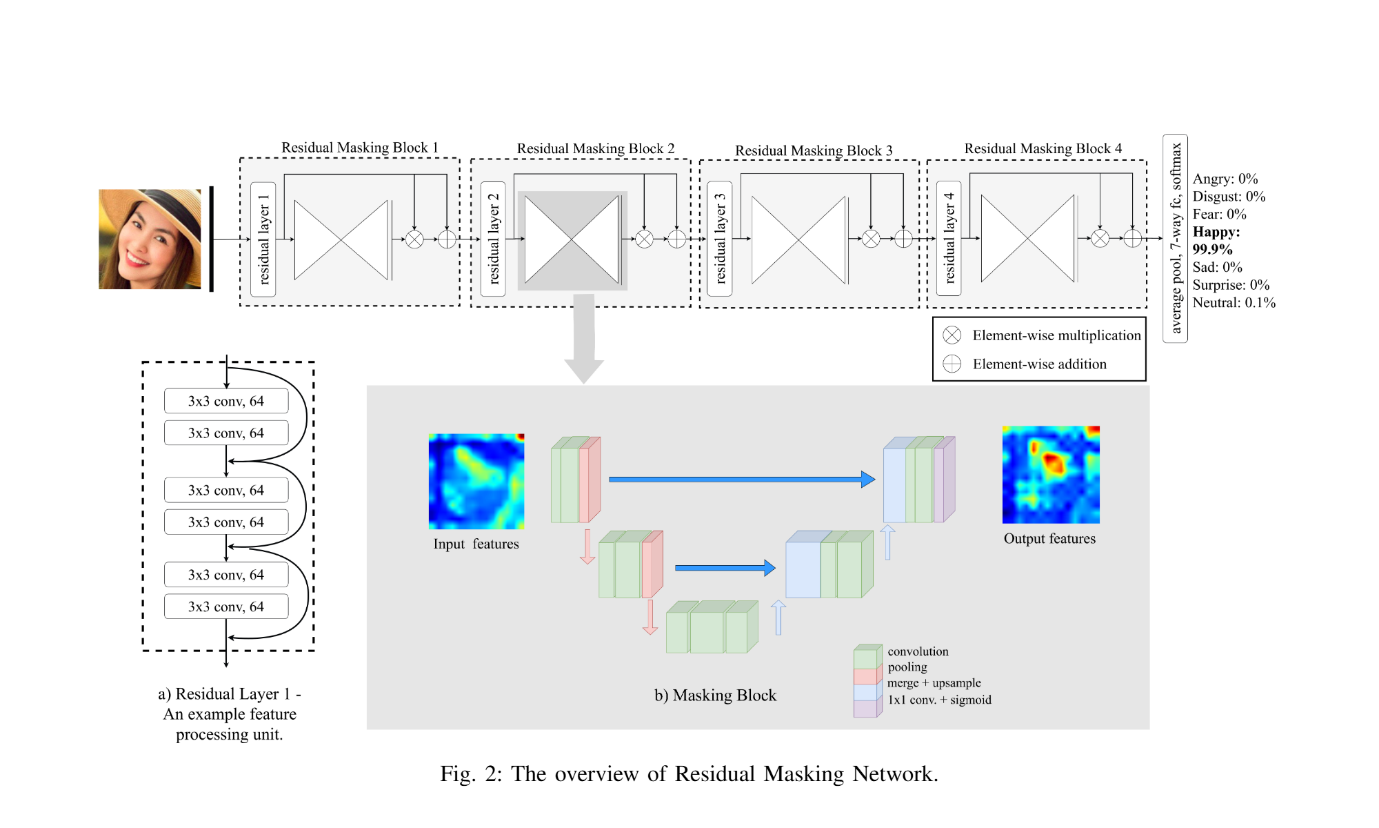 Residual Masking Block 1
Residual Masking Block 2
Residual Masking Block 3
Residual Masking Block 4
residual layer 1
residual layer 2
residual layer 3
residual layer 4
average pool, 7-way fc, softmax
Angry: 0%
Disgust: 0%
Fear: 0%
Happy:
99.9%
Sad: 0%
Surprise: 0%
Neutral: 0.1%
Element-wise multiplication
Element-wise addition
3x3 conv, 64
3x3 conv, 64
3x3 conv, 64
3x3 conv, 64
3x3 conv, 64
3x3 conv, 64
a) Residual Layer 1 -
An example feature
processing unit.
Input features
Output features
convolution
pooling
merge + upsample
1x1 conv. + sigmoid
b) Masking Block
Fig. 2: The overview of Residual Masking Network.